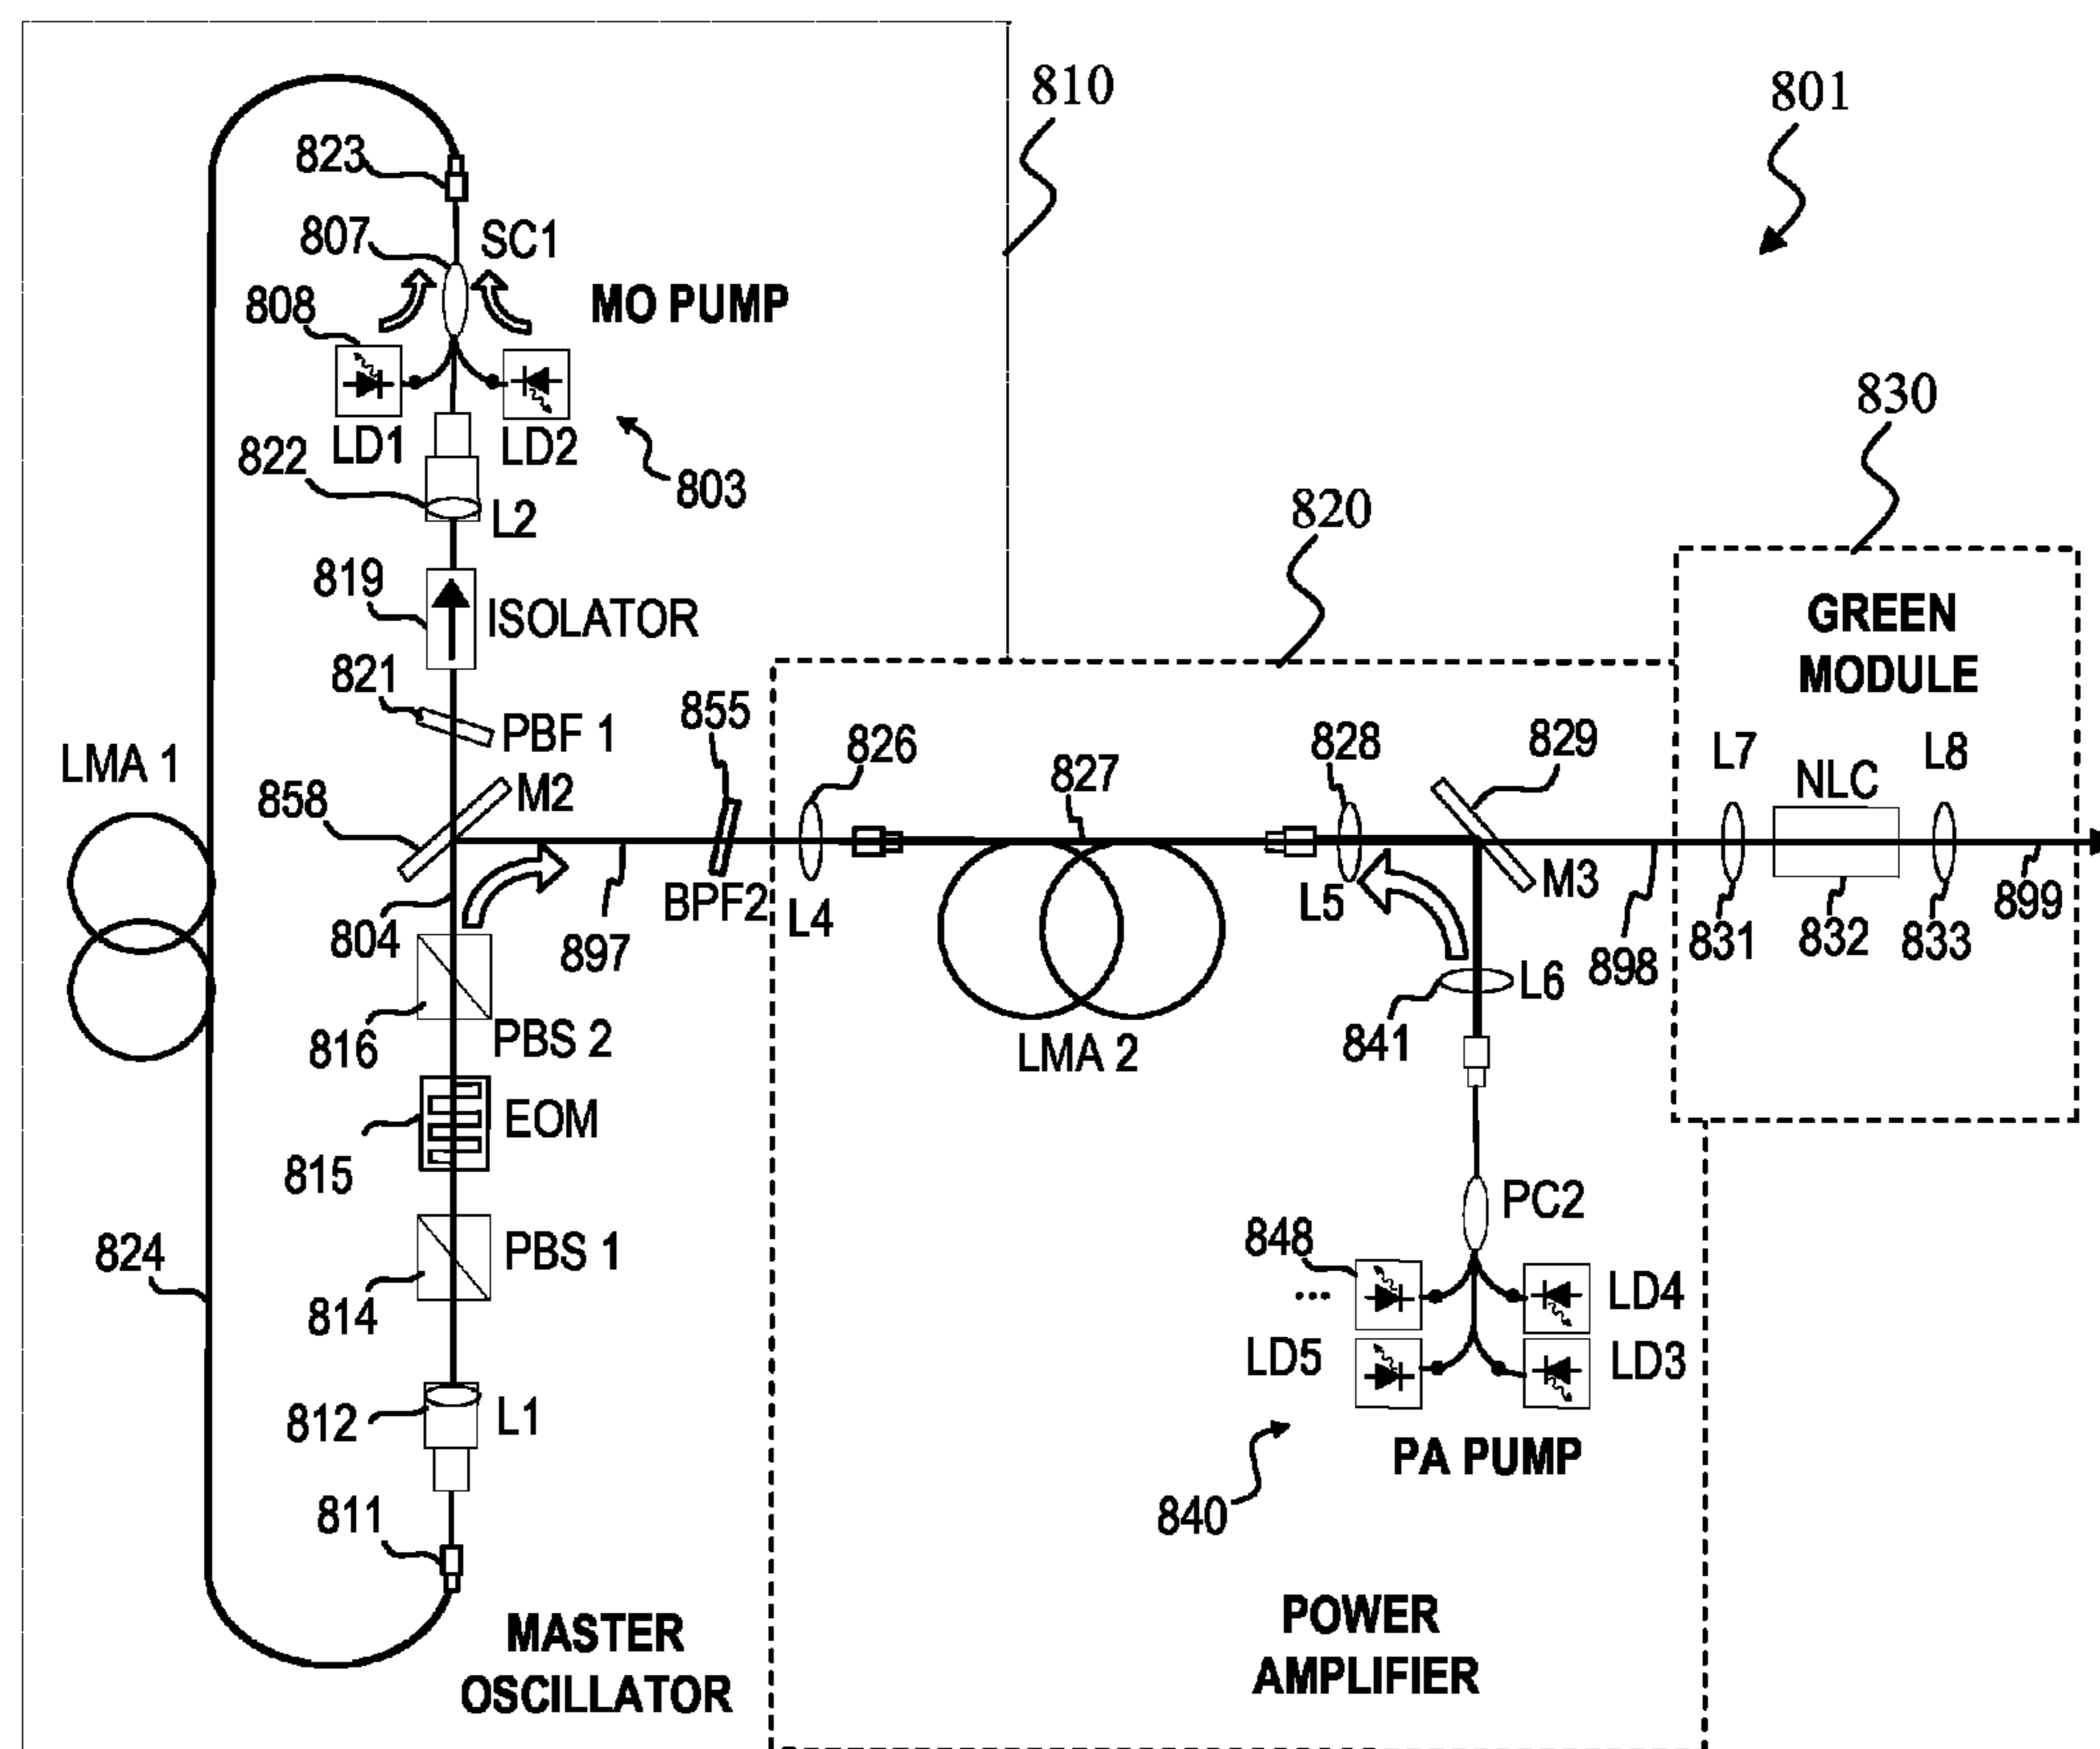 810
801
823
807
SC1
808
MO PUMP
LD1
LD2
822
803
L2
830
820
819
ISOLATOR
GREEN
MODULE
821
PBF 1
855
826
828
829
L7
L8
LMA 1
858
M2
827
NLC
BPF2
L4
L5
M3
804
897
898
831
832
833
899
816
PBS 2
LMA 2
841
L6
EOM
815
PC2
PBS 1
824
814
848
...
LD4
LD5
LD3
812
L1
PA PUMP
811
840
MASTER
OSCILLATOR
POWER
AMPLIFIER